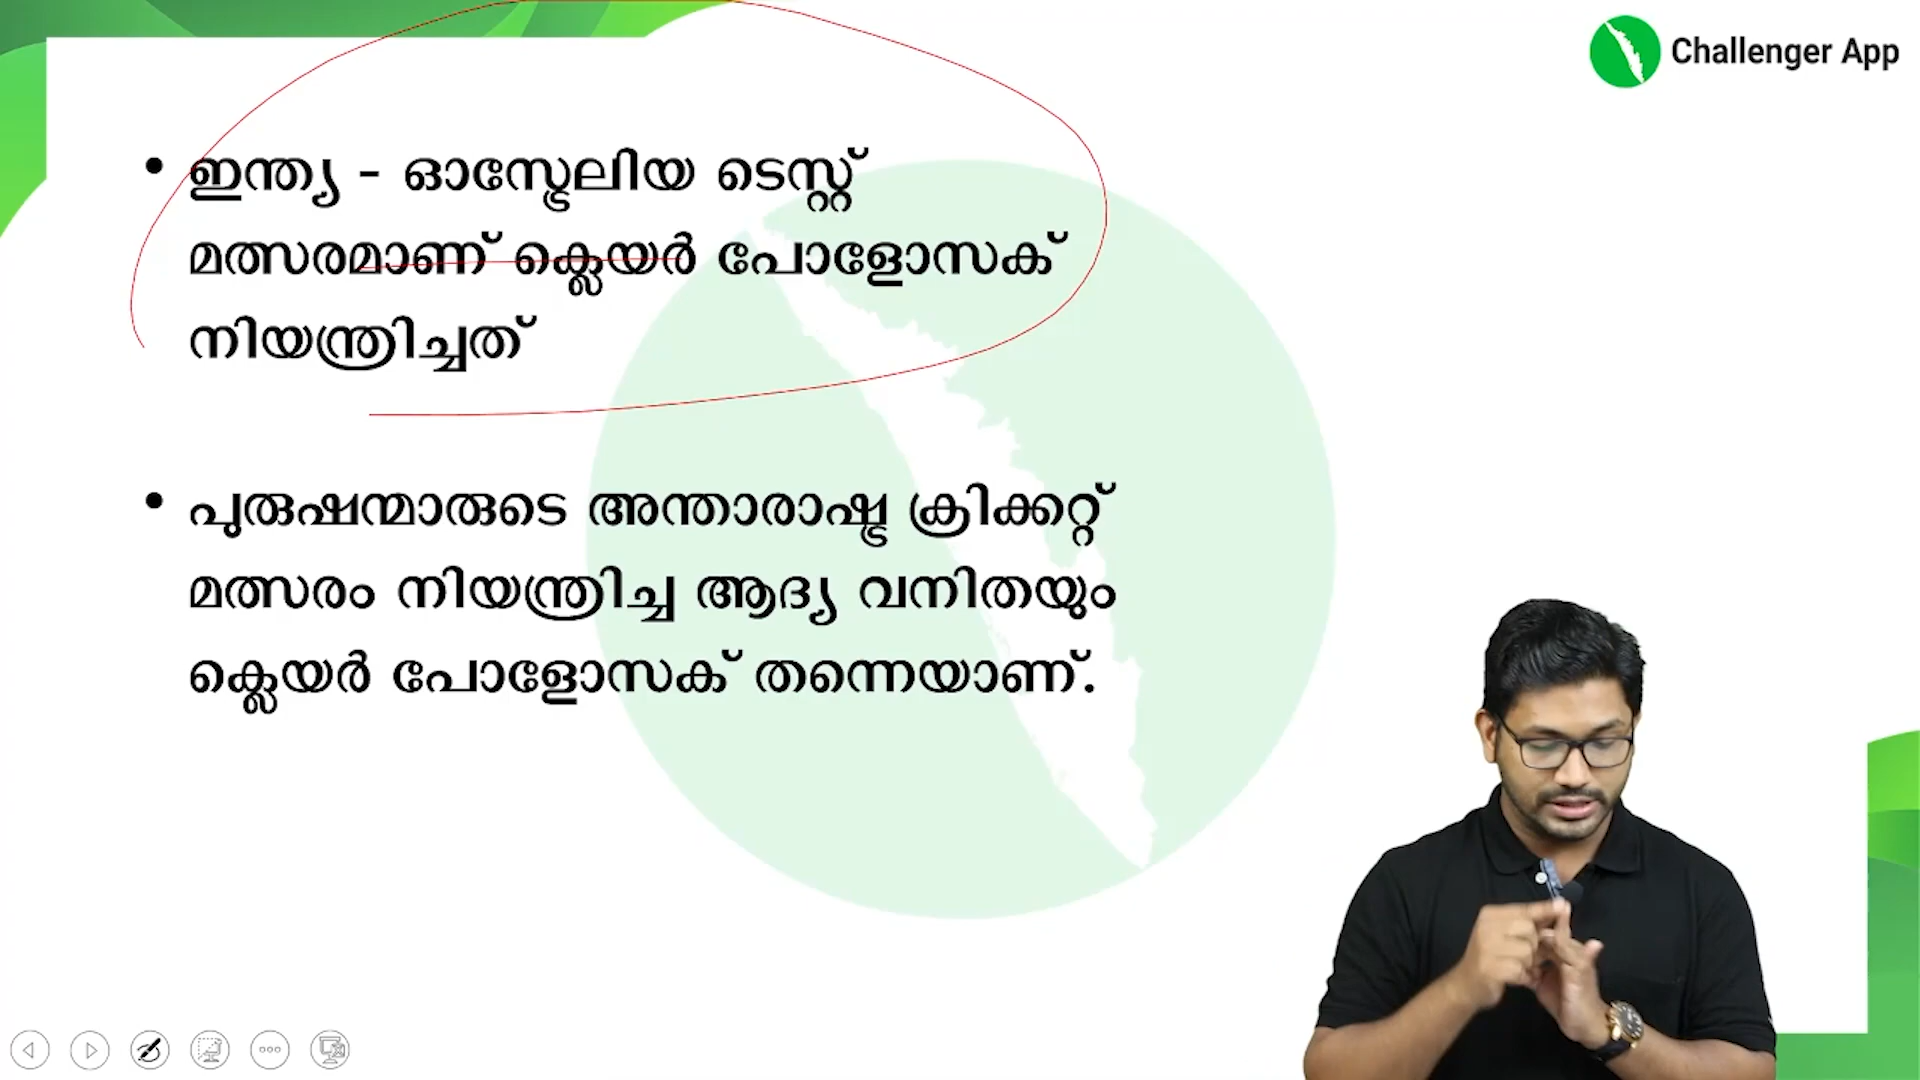 Challenger App
• ഇന്ത്യ - ഓസ്ട്രേലിയ ടെസ്റ്റ്
മത്സരമാണ് ക്ലെയർ പോളോസക്
നിയന്ത്രിച്ചത്
• പുരുഷന്മാരുടെ അന്താരാഷ്ട്ര ക്രിക്കറ്റ്
മത്സരം നിയന്ത്രിച്ച ആദ്യ വനിതയും
ക്ലെയർ പോളോസക് തന്നെയാണ്.